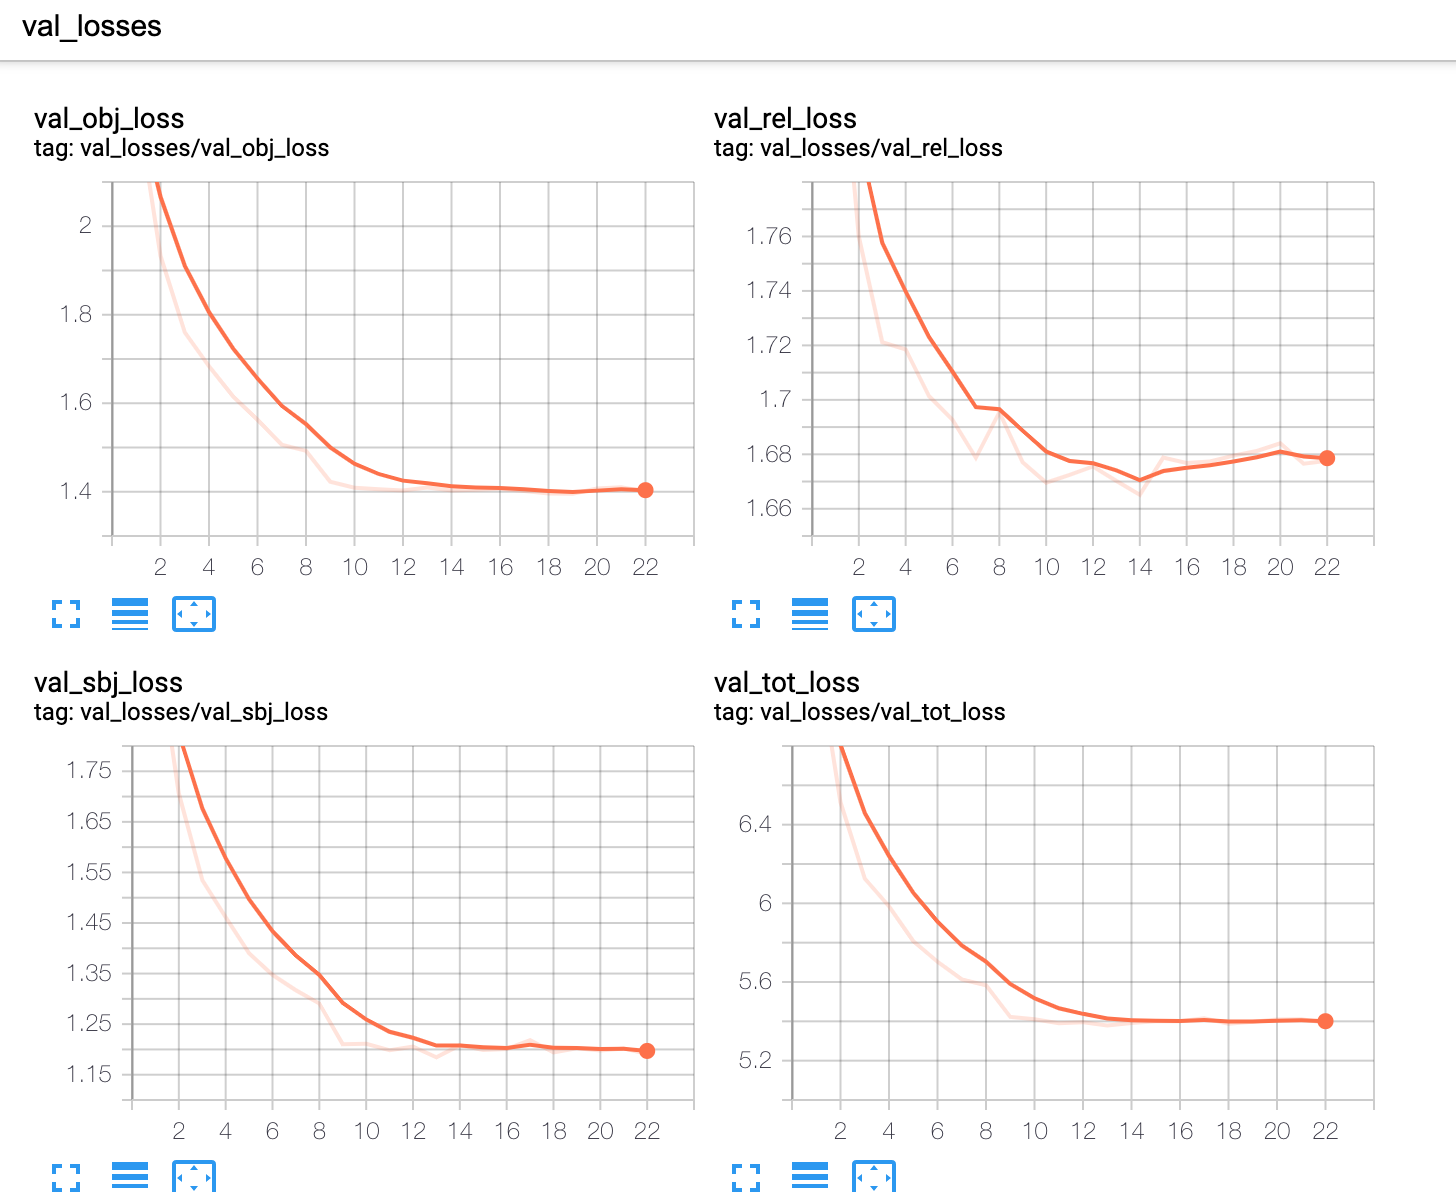 val_losses
val_obj_loss
tag: val_losses/val_obj_loss
2
1.8
1.6
1.4
2 4 6 8 10 12 14 16 18 20 22
val_rel_loss
tag: val_losses/val_rel_loss
1.76
1.74
1.72
1.7
1.68
1.66
2 4 6 8 10 12 14 16 18 20 22
val_sbj_loss
tag: val_losses/val_sbj_loss
1.75
1.65
1.55
1.45
1.35
1.25
1.15
2 4 6 8 10 12 14 16 18 20 22
val_tot_loss
tag: val_losses/val_tot_loss
6.4
6
5.6
5.2
2 4 6 8 10 12 14 16 18 20 22